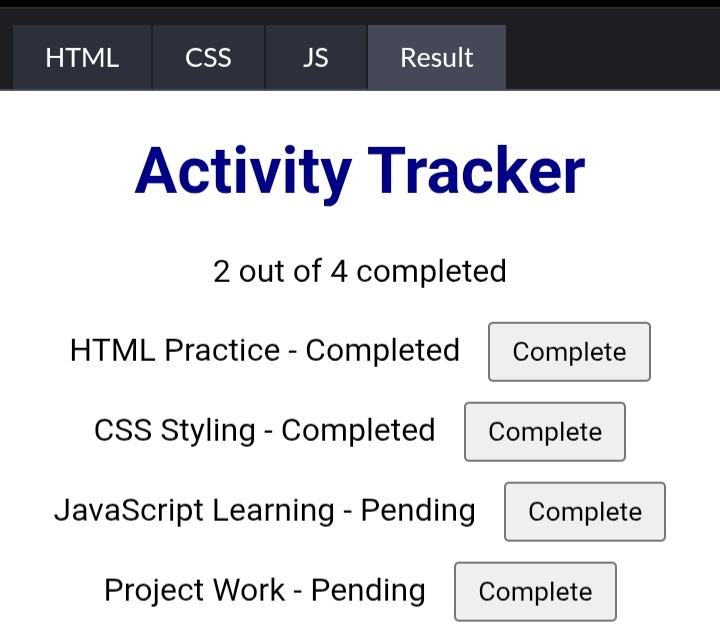 HTML CSS JS Result
Activity Tracker
2 out of 4 completed
HTML Practice - Completed Complete
CSS Styling - Completed Complete
JavaScript Learning - Pending Complete
Project Work - Pending Complete